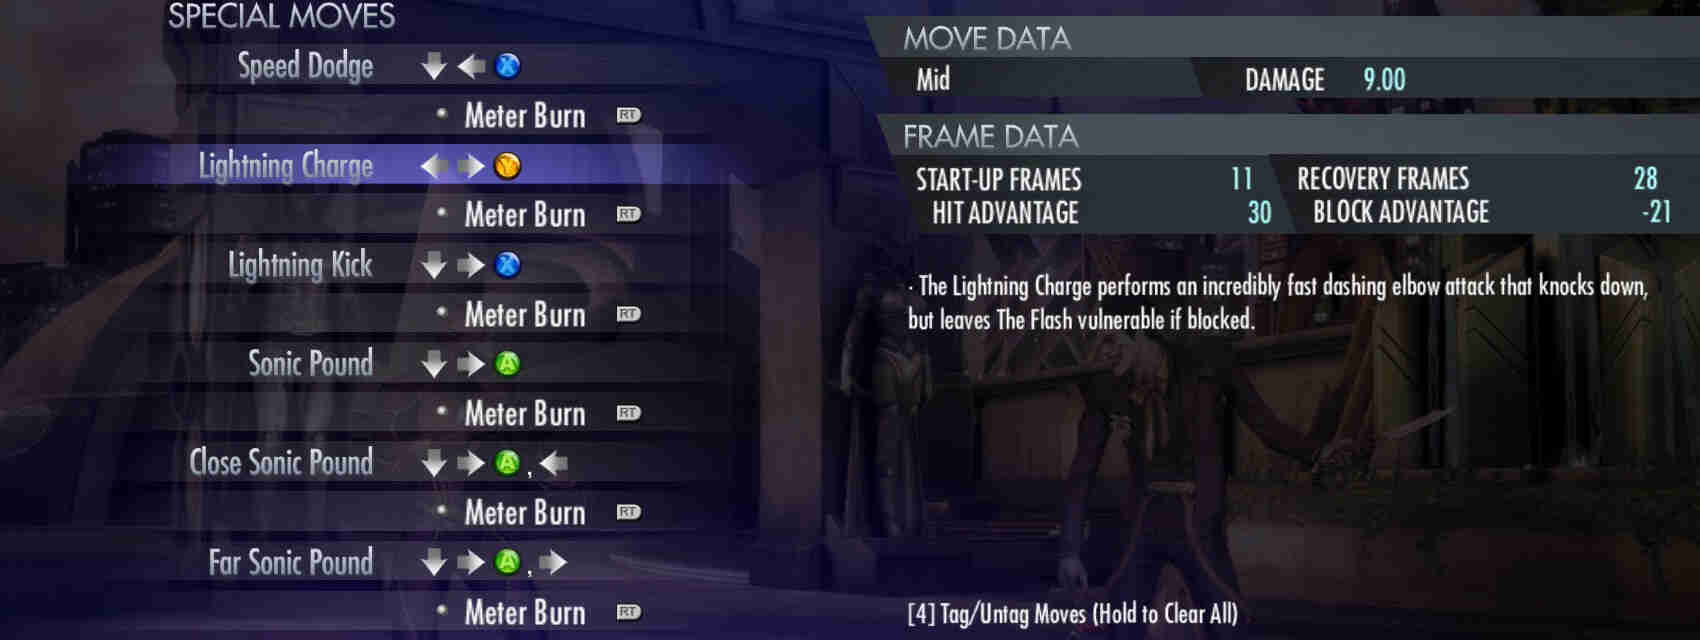 SPECIAL MOVES
Speed Dodge X
Meter Burn RT
Lightning Charge Y
Meter Burn RT
Lightning Kick X
Meter Burn RT
Sonic Pound A
Meter Burn RT
Close Sonic Pound A ,
Meter Burn RT
Far Sonic Pound A ,
Meter Burn RT
MOVE DATA
Mid DAMAGE 9.00
FRAME DATA
START-UP FRAMES 11 RECOVERY FRAMES 28
HIT ADVANTAGE 30 BLOCK ADVANTAGE -21
· The Lightning Charge performs an incredibly fast dashing elbow attack that knocks down,
but leaves The Flash vulnerable if blocked.
[4] Tag/Untag Moves (Hold to Clear All)